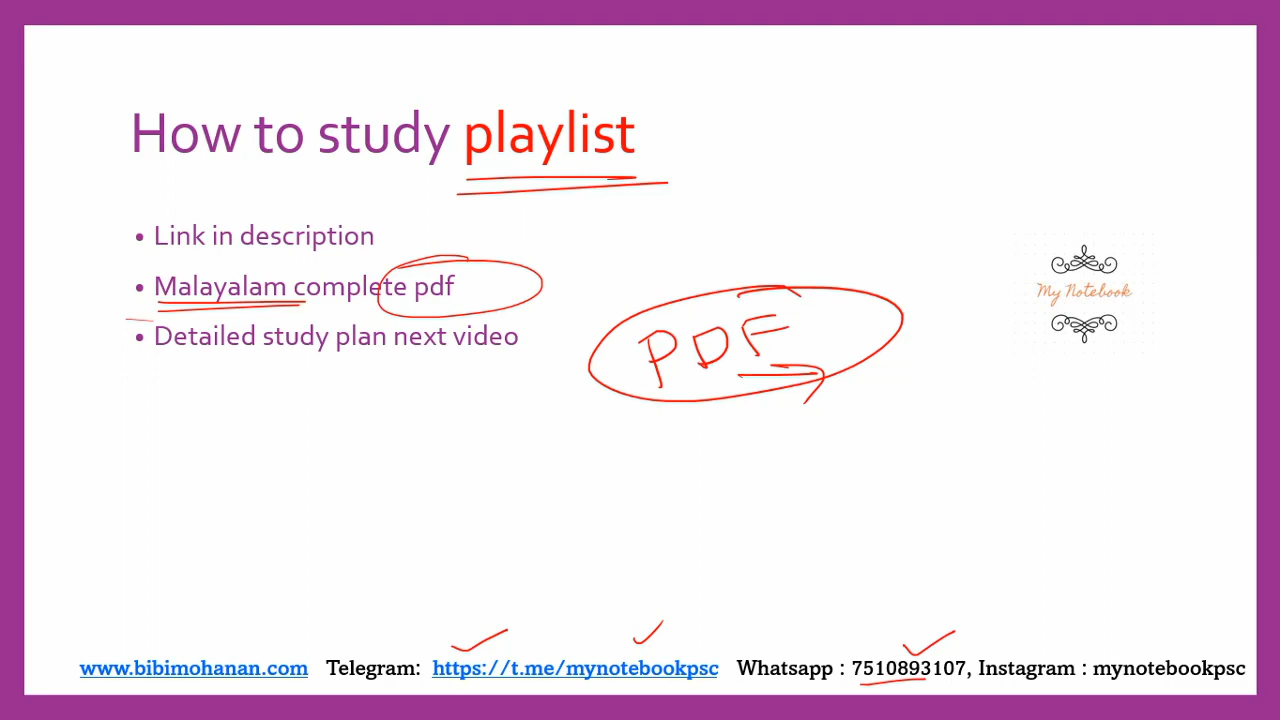 How to study playlist
• Link in description
• Malayalam complete pdf
• Detailed study plan next video
PDF
My Notebook
www.bibimohanan.com Telegram: https://t.me/mynotebookpsc Whatsapp : 7510893107, Instagram : mynotebookpsc